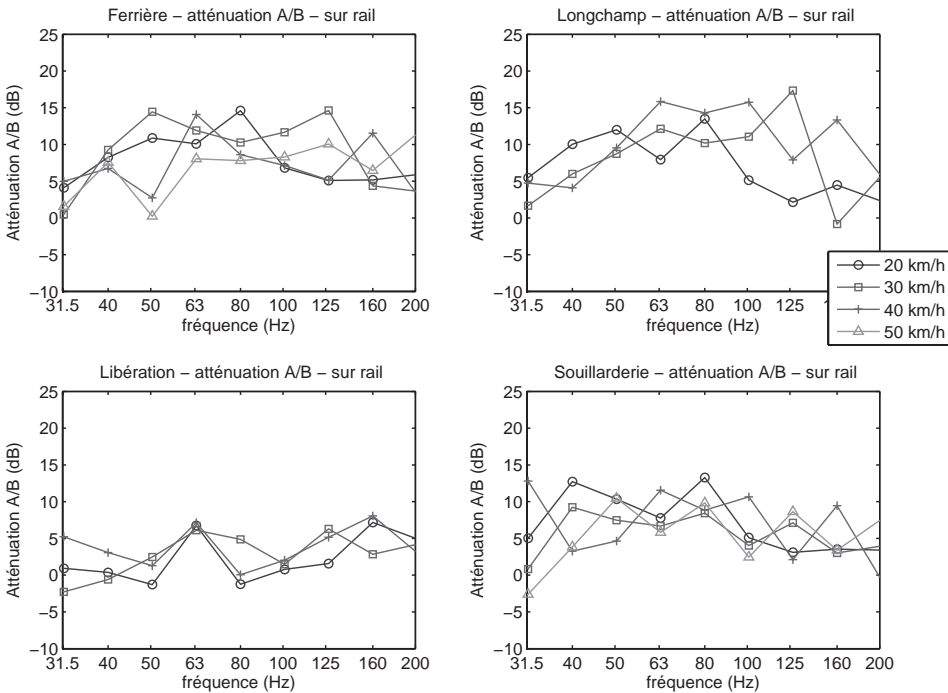 Ferrière – atténuation A/B – sur rail
25
20
15
10
5
0
−5
−10
Atténuation A/B (dB)
31.5 40 50 63 80 100 125 160 200
fréquence (Hz)
Longchamp – atténuation A/B – sur rail
25
20
15
10
5
0
−5
−10
Atténuation A/B (dB)
31.5 40 50 63 80 100 125
200
fréquence (Hz)
20 km/h
30 km/h
40 km/h
50 km/h
Libération – atténuation A/B – sur rail
25
20
15
10
5
0
−5
−10
Atténuation A/B (dB)
31.5 40 50 63 80 100 125 160 200
fréquence (Hz)
Souillarderie – atténuation A/B – sur rail
25
20
15
10
5
0
−5
−10
Atténuation A/B (dB)
31.5 40 50 63 80 100 125 160 200
fréquence (Hz)